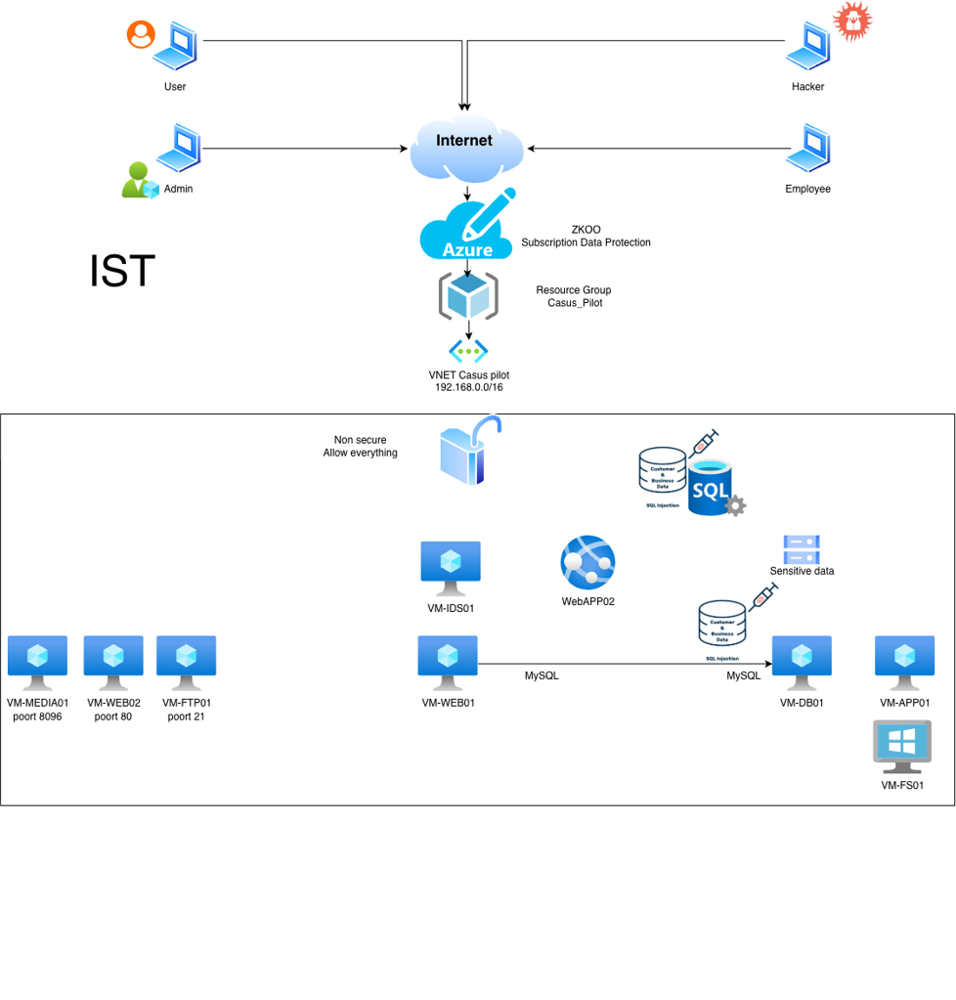 User
Hacker
Internet
Admin
Employee
Azure
ZKOO
Subscription Data Protection
IST
Resource Group
Casus_Pilot
VNET Casus pilot
192.168.0.0/16
Non secure
Allow everything
Customer
&
Business
Data
SQL Injection
SQL
VM-IDS01
WebAPP02
Sensitive data
Customer
&
Business
Data
SQL Injection
VM-MEDIA01
poort 8096
VM-WEB02
poort 80
VM-FTP01
poort 21
VM-WEB01
MySQL
MySQL
VM-DB01
VM-APP01
VM-FS01